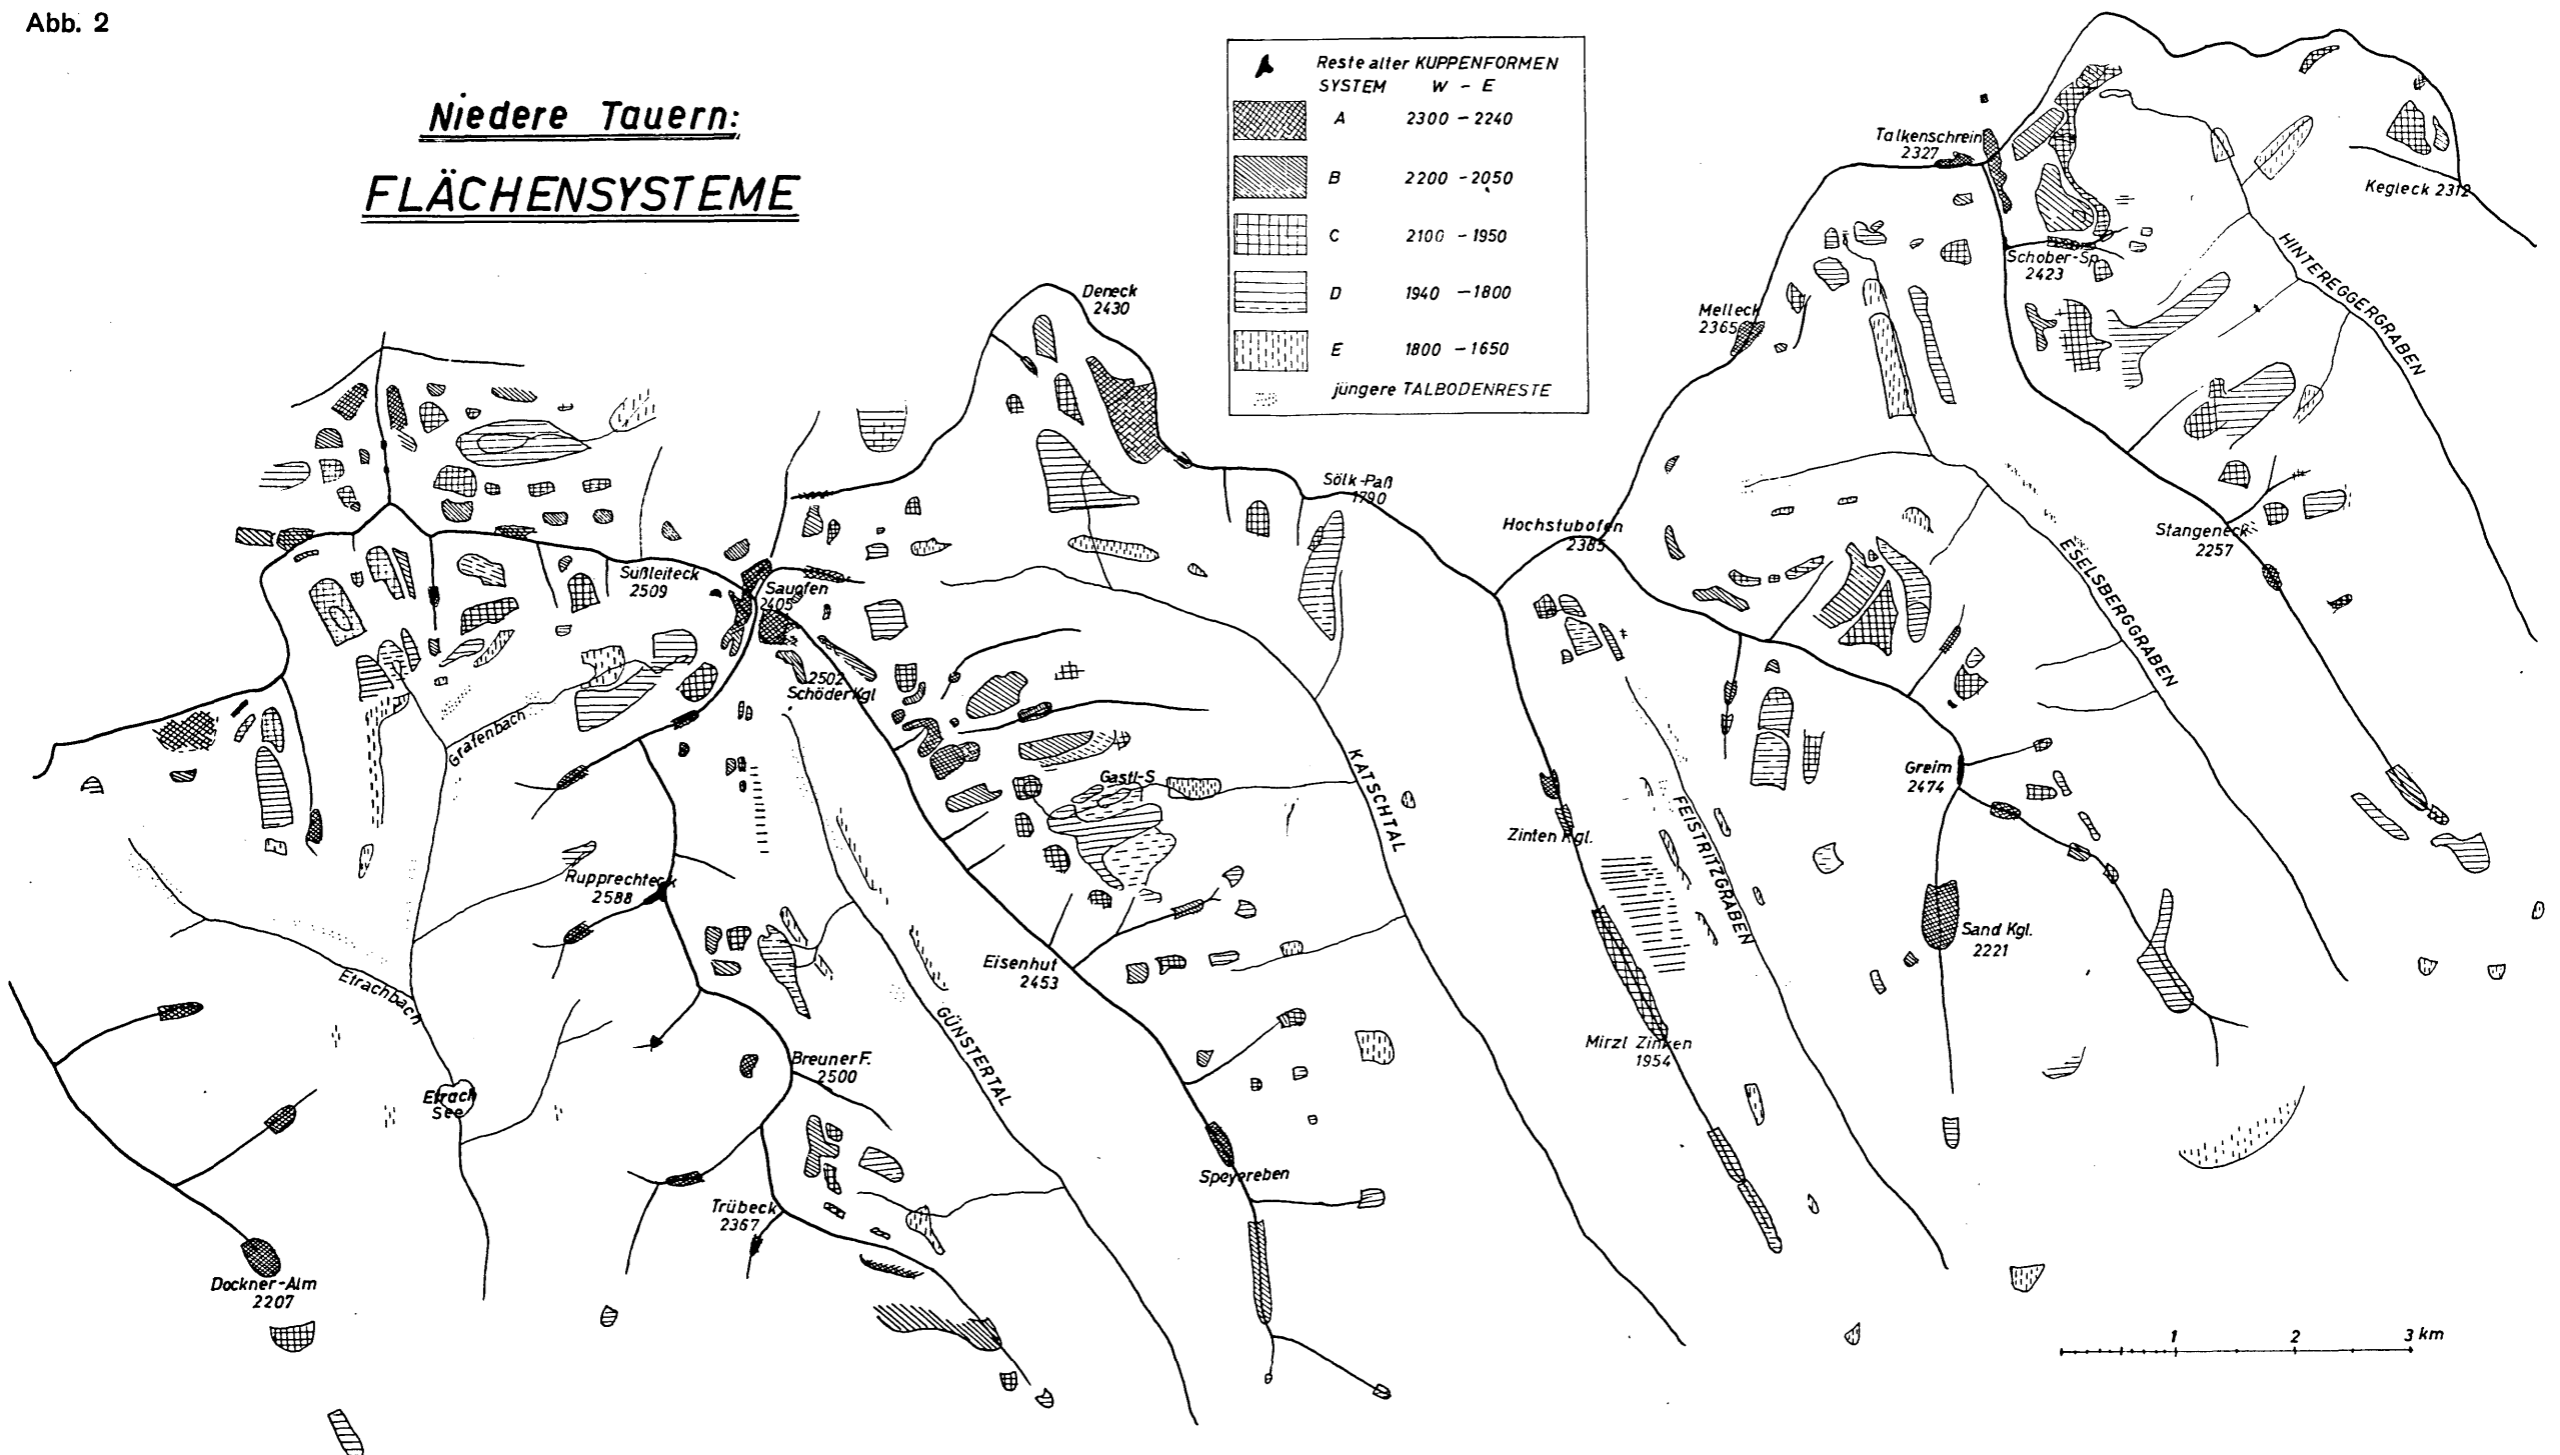 Abb. 2
Niedere Tauern:
FLÄCHENSYSTEME
Reste alter KUPPENFORMEN
SYSTEM W - E
A 2300 - 2240
B 2200 - 2050
C 2100 - 1950
D 1940 - 1800
E 1800 - 1650
jüngere TALBODENRESTE
Talkenschrein
2327
Kegleck 2312
Schober-Sp.
2423
HINTEREGGERGRABEN
Deneck
2430
Melleck
2365
Sölk-Paß
1790
Hochstubofen
2385
Stangeneck
2257
ESELSBERGGRABEN
Süßleiteck
2509
Sauofen
2405
2502
Schöder Kgl
Grafenbach
Gastl-S
KATSCHTAL
Greim
2474
Zinken Kgl.
FEISTRITZGRABEN
Rupprechteck
2588
Sand Kgl.
2221
Eisenhut
2453
Etrachbach
GÜNSTERTAL
Mirzl Zinken
1954
Breuner F.
2500
Etrach
See
Speyereben
Trübeck
2367
Dockner-Alm
2207
1 2 3 km